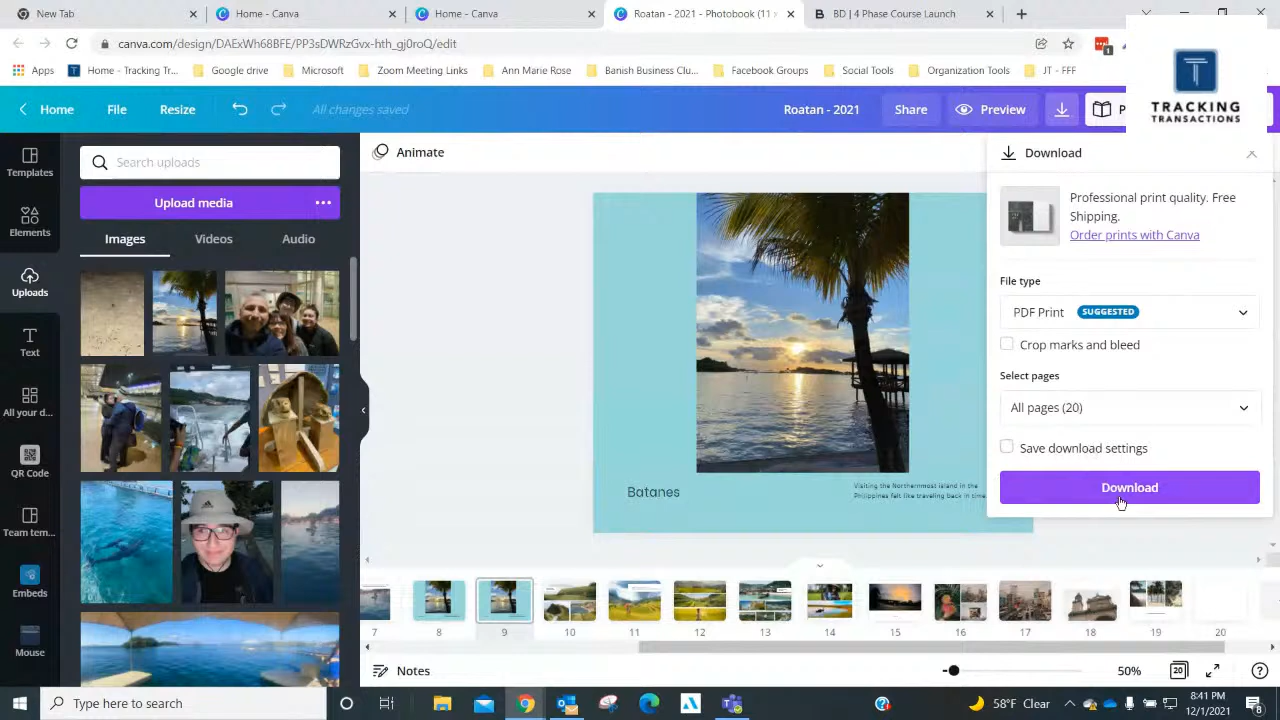 New Tab
Home - Canva
Home - Canva
Roatan - 2021 - Photobook (11 x
BD | 4 Part Course Launch
canva.com/design/DAExWh68BFE/PP3sDWRzGvx-hth_gj0roQ/edit
1
Apps
Home - Tracking Tr...
Google drive
Microsoft
Zoom Meeting Links
Ann Marie Rose
Banish Business Clu...
Facebook Groups
Social Tools
Organization Tools
JT - FFF
TRACKING
TRANSACTIONS
Home
File
Resize
All changes saved
Roatan - 2021
Share
Preview
P
Templates
Elements
Uploads
Text
All your d...
QR Code
Team tem...
Embeds
Mouse
Search uploads
Upload media
Images
Videos
Audio
Animate
Batanes
Visiting the Northernmost island in the
Philippines felt like traveling back in time
Download
Professional print quality. Free
Shipping.
Order prints with Canva
File type
PDF Print SUGGESTED
Crop marks and bleed
Select pages
All pages (20)
Save download settings
Download
7
8
9
10
11
12
13
14
15
16
17
18
19
20
Notes
50%
20
?
Type here to search
58°F Clear
8:41 PM
12/1/2021
8